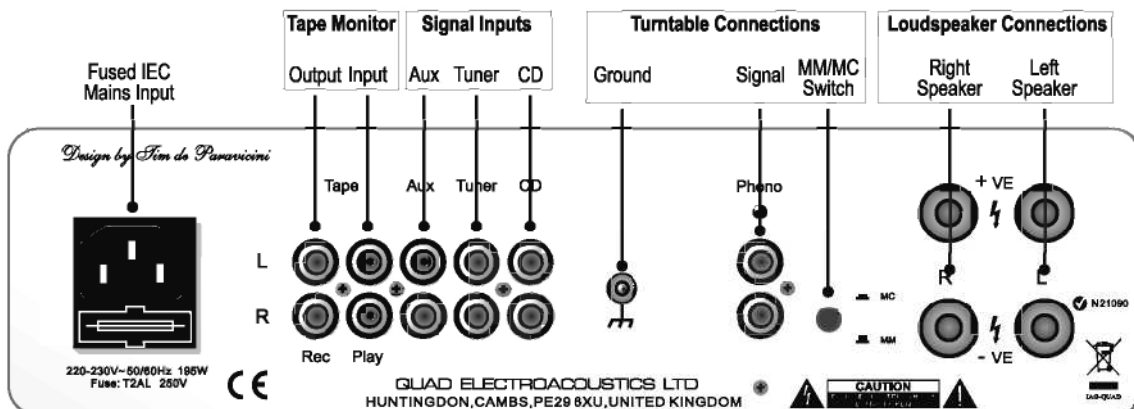 Tape Monitor
Signal Inputs
Turntable Connections
Loudspeaker Connections
Fused IEC
Mains Input
Output
Input
Aux
Tuner
CD
Ground
Signal
MM/MC
Switch
Right
Speaker
Left
Speaker
Design by Tim de Paravicini
Tape
Aux
Tuner
CD
Phono
+ VE
L
R
R
L
MC
MM
N21090
Rec
Play
- VE
220-230V~50/60Hz 195W
Fuse: T2AL 250V
CE
QUAD ELECTROACOUSTICS LTD
HUNTINGDON,CAMBS,PE29 6XU,UNITED KINGDOM
CAUTION
IAG-QUAD